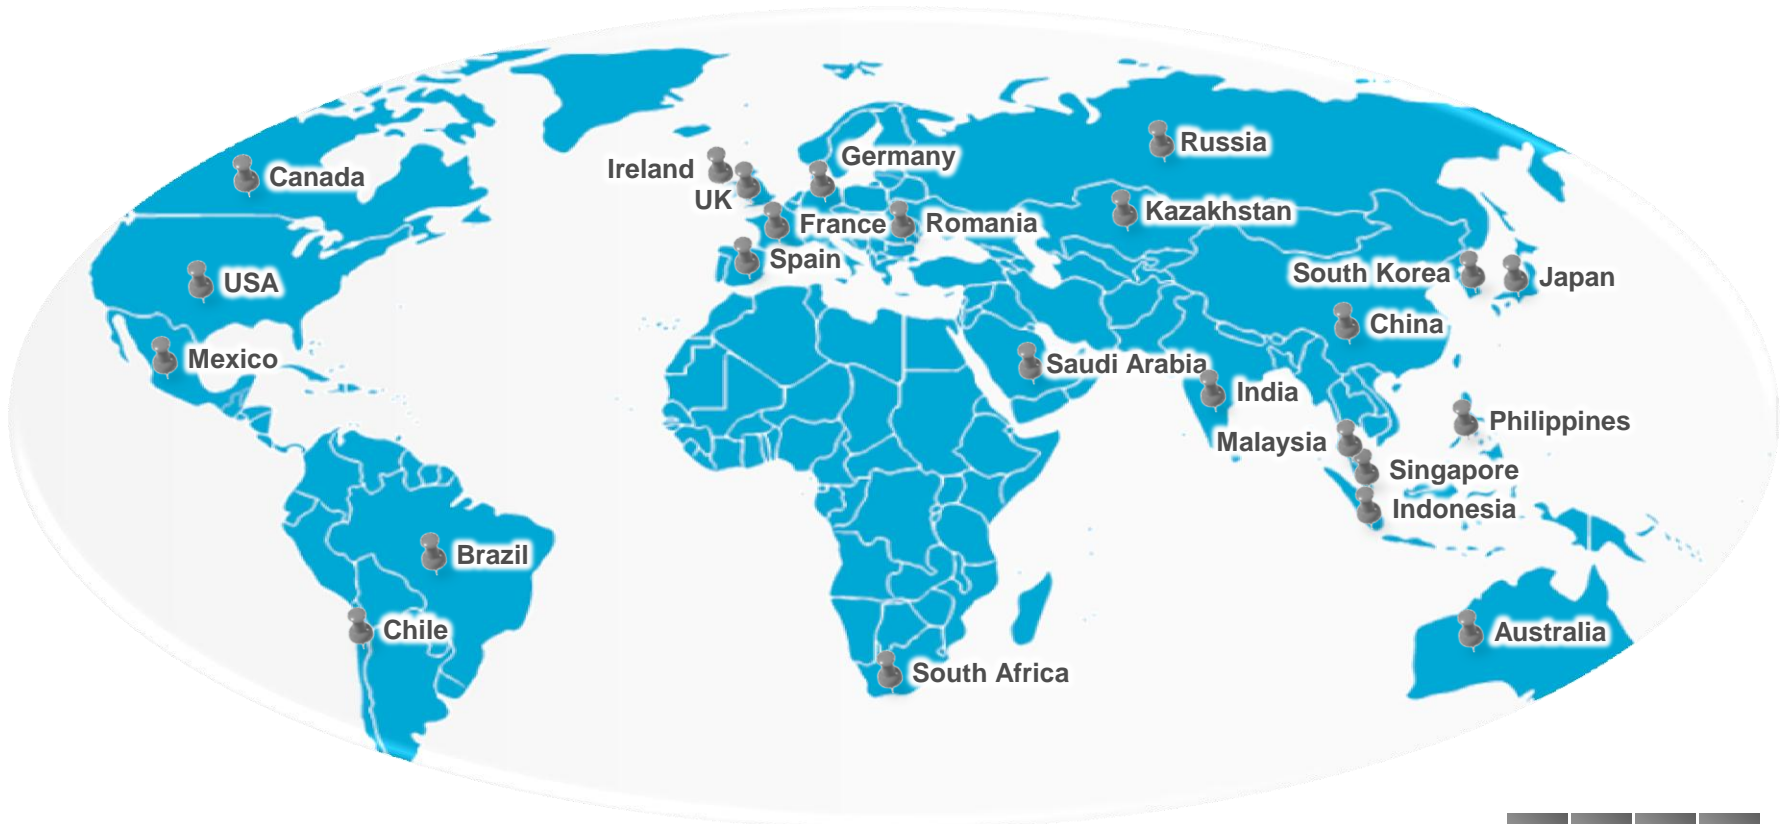 Russia
Germany
Ireland
Canada
UK
Kazakhstan
France
Romania
Spain
South Korea
Japan
USA
China
Mexico
Saudi Arabia
India
Philippines
Malaysia
Singapore
Indonesia
Brazil
Chile
Australia
South Africa